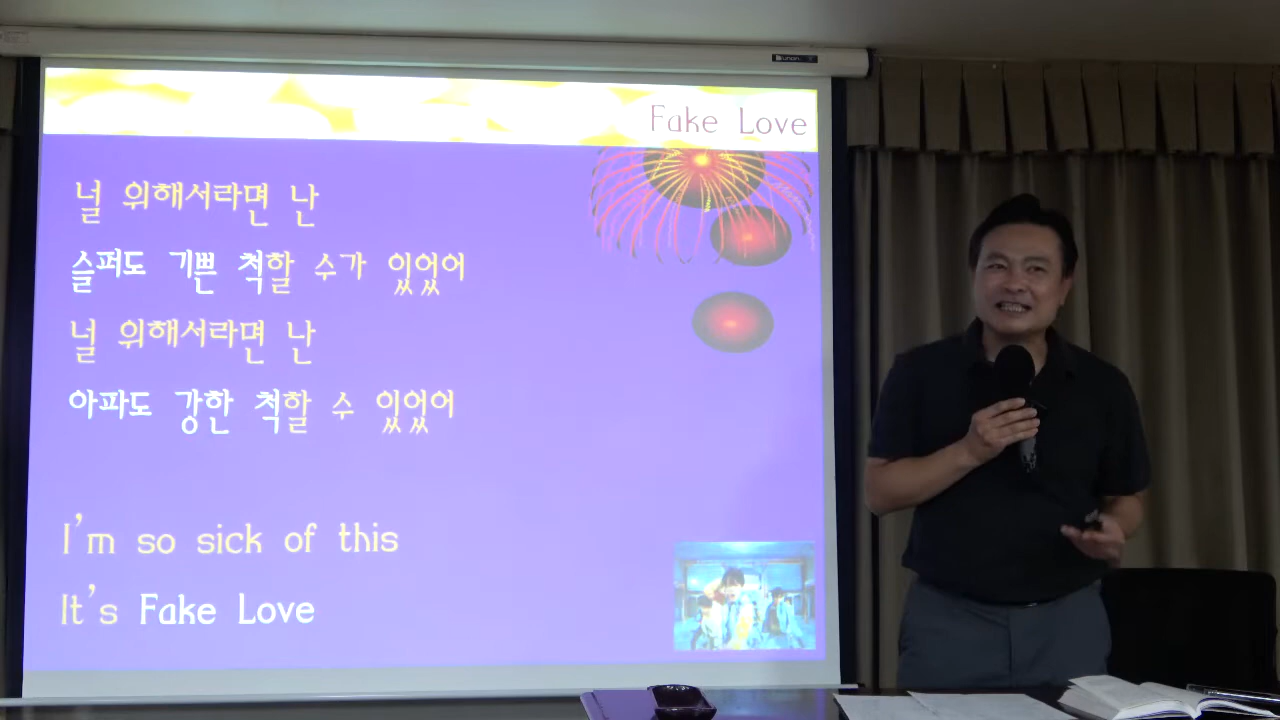 Fake Love
널 위해서라면 난
슬퍼도 기쁜 척할 수가 있었어
널 위해서라면 난
아파도 강한 척할 수 있었어
I'm so sick of this
It's Fake Love